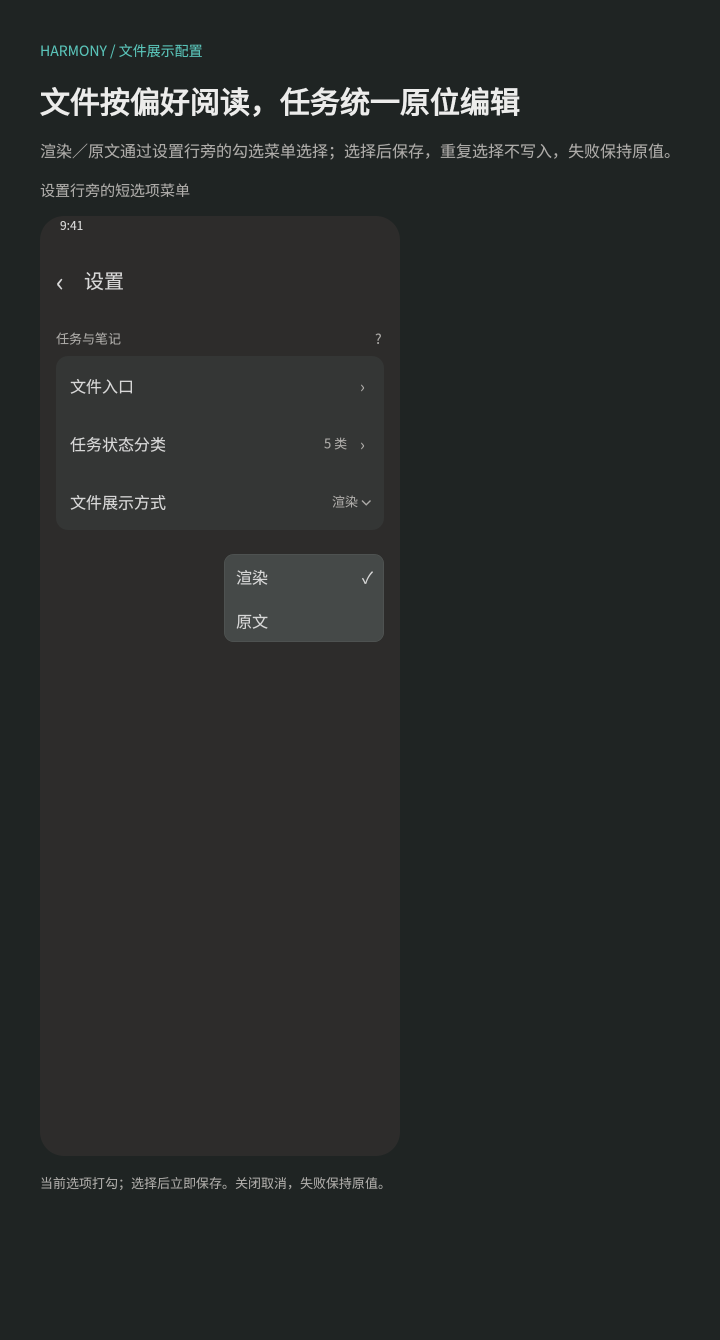 HARMONY / 文件展示配置
文件按偏好阅读，任务统一原位编辑
渲染／原文通过设置行旁的勾选菜单选择；选择后保存，重复选择不写入，失败保持原值。
设置行旁的短选项菜单
9:41
‹ 设置
任务与笔记 ?
文件入口 ›
任务状态分类 5 类 ›
文件展示方式 渲染
渲染 ✓
原文
当前选项打勾；选择后立即保存。关闭取消，失败保持原值。